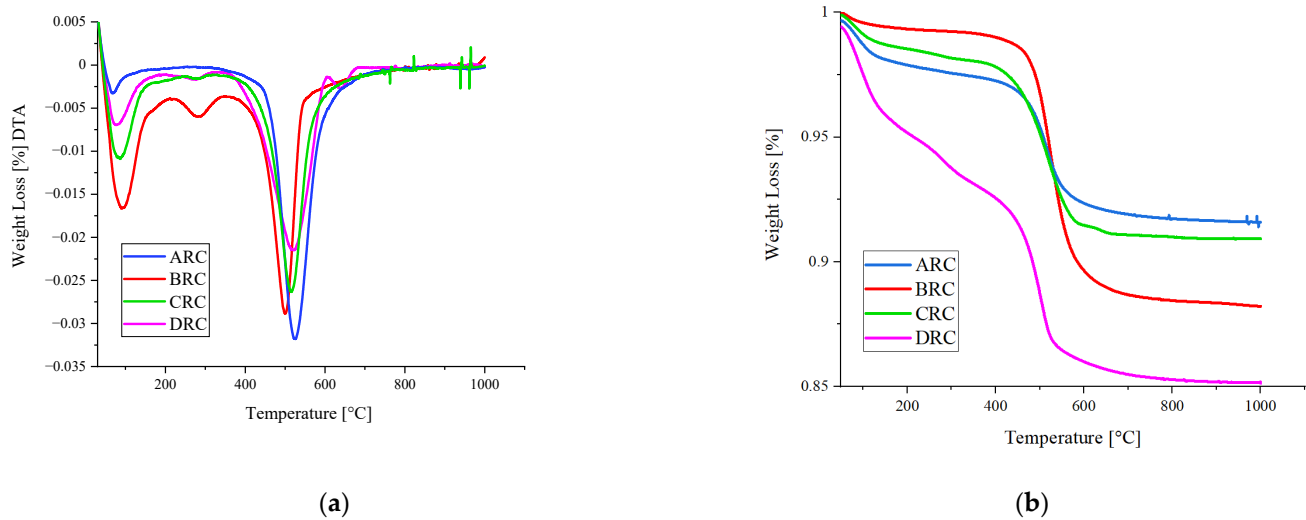 0.005
0
−0.005
−0.01
−0.015
−0.02
−0.025
−0.03
−0.035
Weight Loss [%] DTA
ARC
BRC
CRC
DRC
200
400
600
800
1000
Temperature [°C]
(a)
1
0.95
0.9
0.85
Weight Loss [%]
ARC
BRC
CRC
DRC
200
400
600
800
1000
Temperature [°C]
(b)